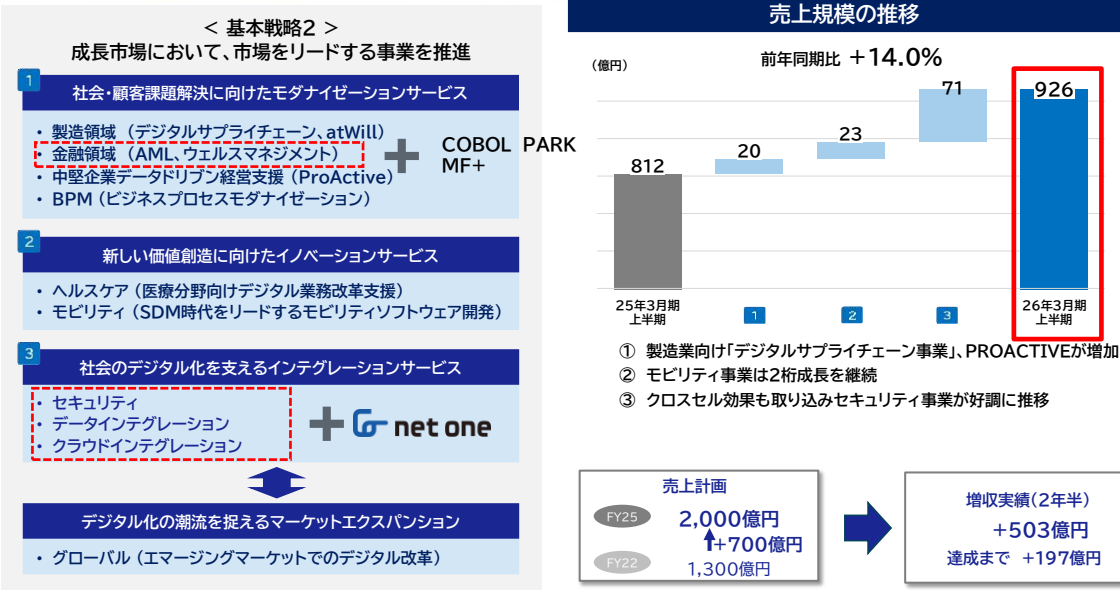 < 基本戦略2 >
成長市場において、市場をリードする事業を推進
1
社会・顧客課題解決に向けたモダナイゼーションサービス
・ 製造領域 (デジタルサプライチェーン、atWill)
・ 金融領域 (AML、ウェルスマネジメント)
・ 中堅企業データドリブン経営支援 (ProActive)
・ BPM (ビジネスプロセスモダナイゼーション)
+
COBOL PARK
MF+
2
新しい価値創造に向けたイノベーションサービス
・ ヘルスケア (医療分野向けデジタル業務改革支援)
・ モビリティ (SDM時代をリードするモビリティソフトウェア開発)
3
社会のデジタル化を支えるインテグレーションサービス
・ セキュリティ
・ データインテグレーション
・ クラウドインテグレーション
+
net one
デジタル化の潮流を捉えるマーケットエクスパンション
・ グローバル (エマージングマーケットでのデジタル改革)
売上規模の推移
(億円)
前年同期比 +14.0%
812
20
23
71
926
25年3月期
上半期
1
2
3
26年3月期
上半期
① 製造業向け「デジタルサプライチェーン事業」、PROACTIVEが増加
② モビリティ事業は2桁成長を継続
③ クロスセル効果も取り込みセキュリティ事業が好調に推移
売上計画
FY25
2,000億円
+700億円
FY22
1,300億円
増収実績(2年半)
+503億円
達成まで +197億円